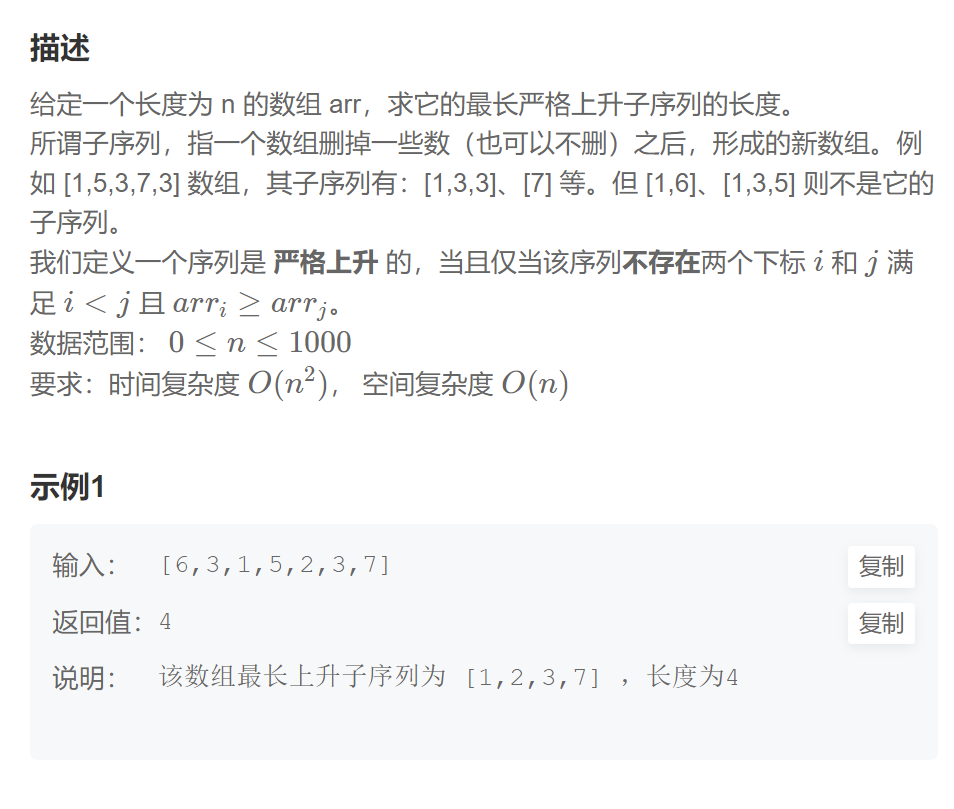 描述
给定一个长度为 n 的数组 arr，求它的最长严格上升子序列的长度。
所谓子序列，指一个数组删掉一些数（也可以不删）之后，形成的新数组。例
如 [1,5,3,7,3] 数组，其子序列有：[1,3,3]、[7] 等。但 [1,6]、[1,3,5] 则不是它的
子序列。
我们定义一个序列是 严格上升 的，当且仅当该序列不存在两个下标 i 和 j 满
足 i < j 且 arrᵢ ≥ arrⱼ。
数据范围： 0 ≤ n ≤ 1000
要求：时间复杂度 O(n²)， 空间复杂度 O(n)
示例1
输入： [6,3,1,5,2,3,7] 复制
返回值：4 复制
说明： 该数组最长上升子序列为 [1,2,3,7] ，长度为4